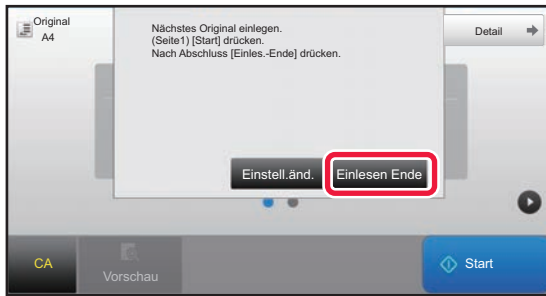 Original
A4
Nächstes Original einlegen.
(Seite1) [Start] drücken.
Nach Abschluss [Einles.-Ende] drücken.
Detail
Einstell.änd.
Einlesen Ende
CA
Vorschau
Start